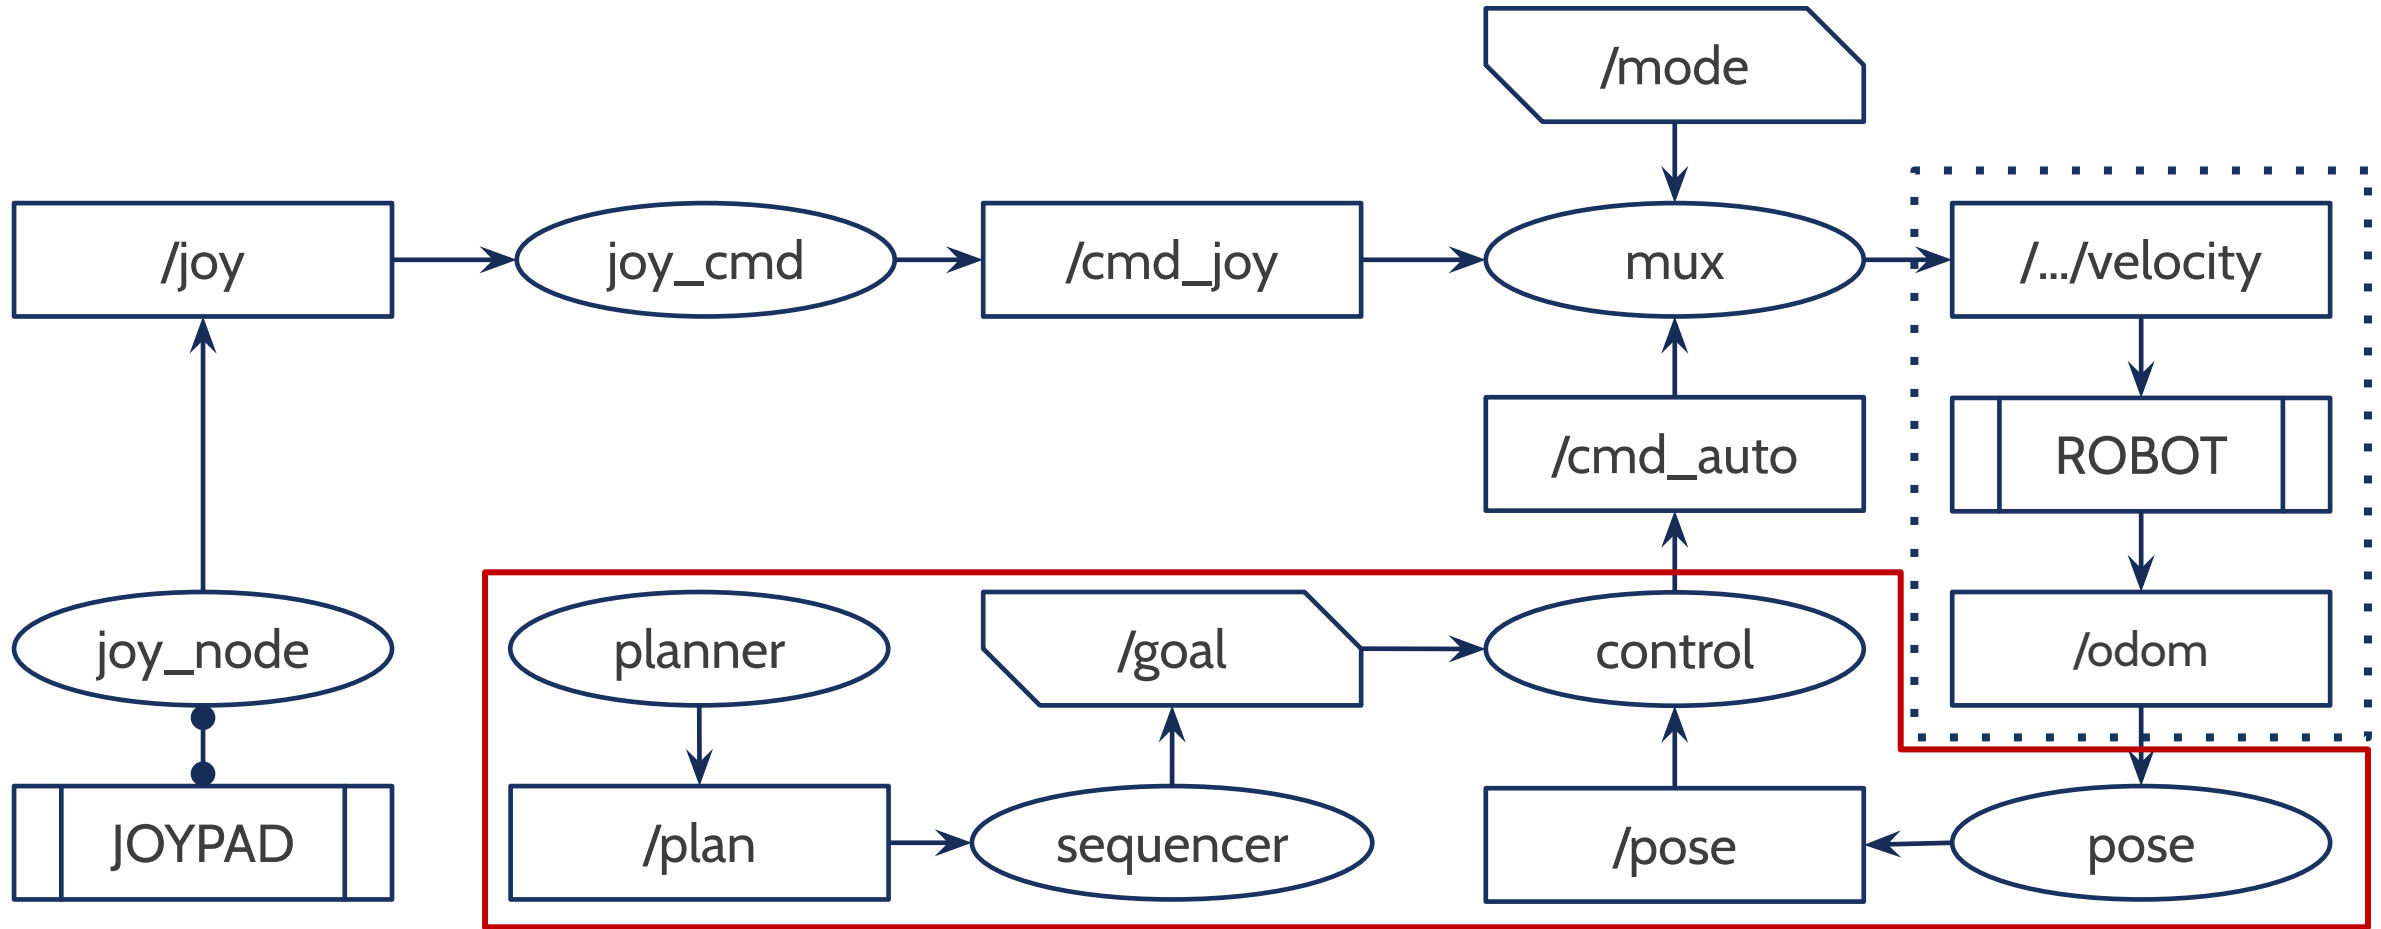 /mode
/joy
joy_cmd
/cmd_joy
mux
/.../velocity
/cmd_auto
ROBOT
joy_node
planner
/goal
control
/odom
JOYPAD
/plan
sequencer
/pose
pose